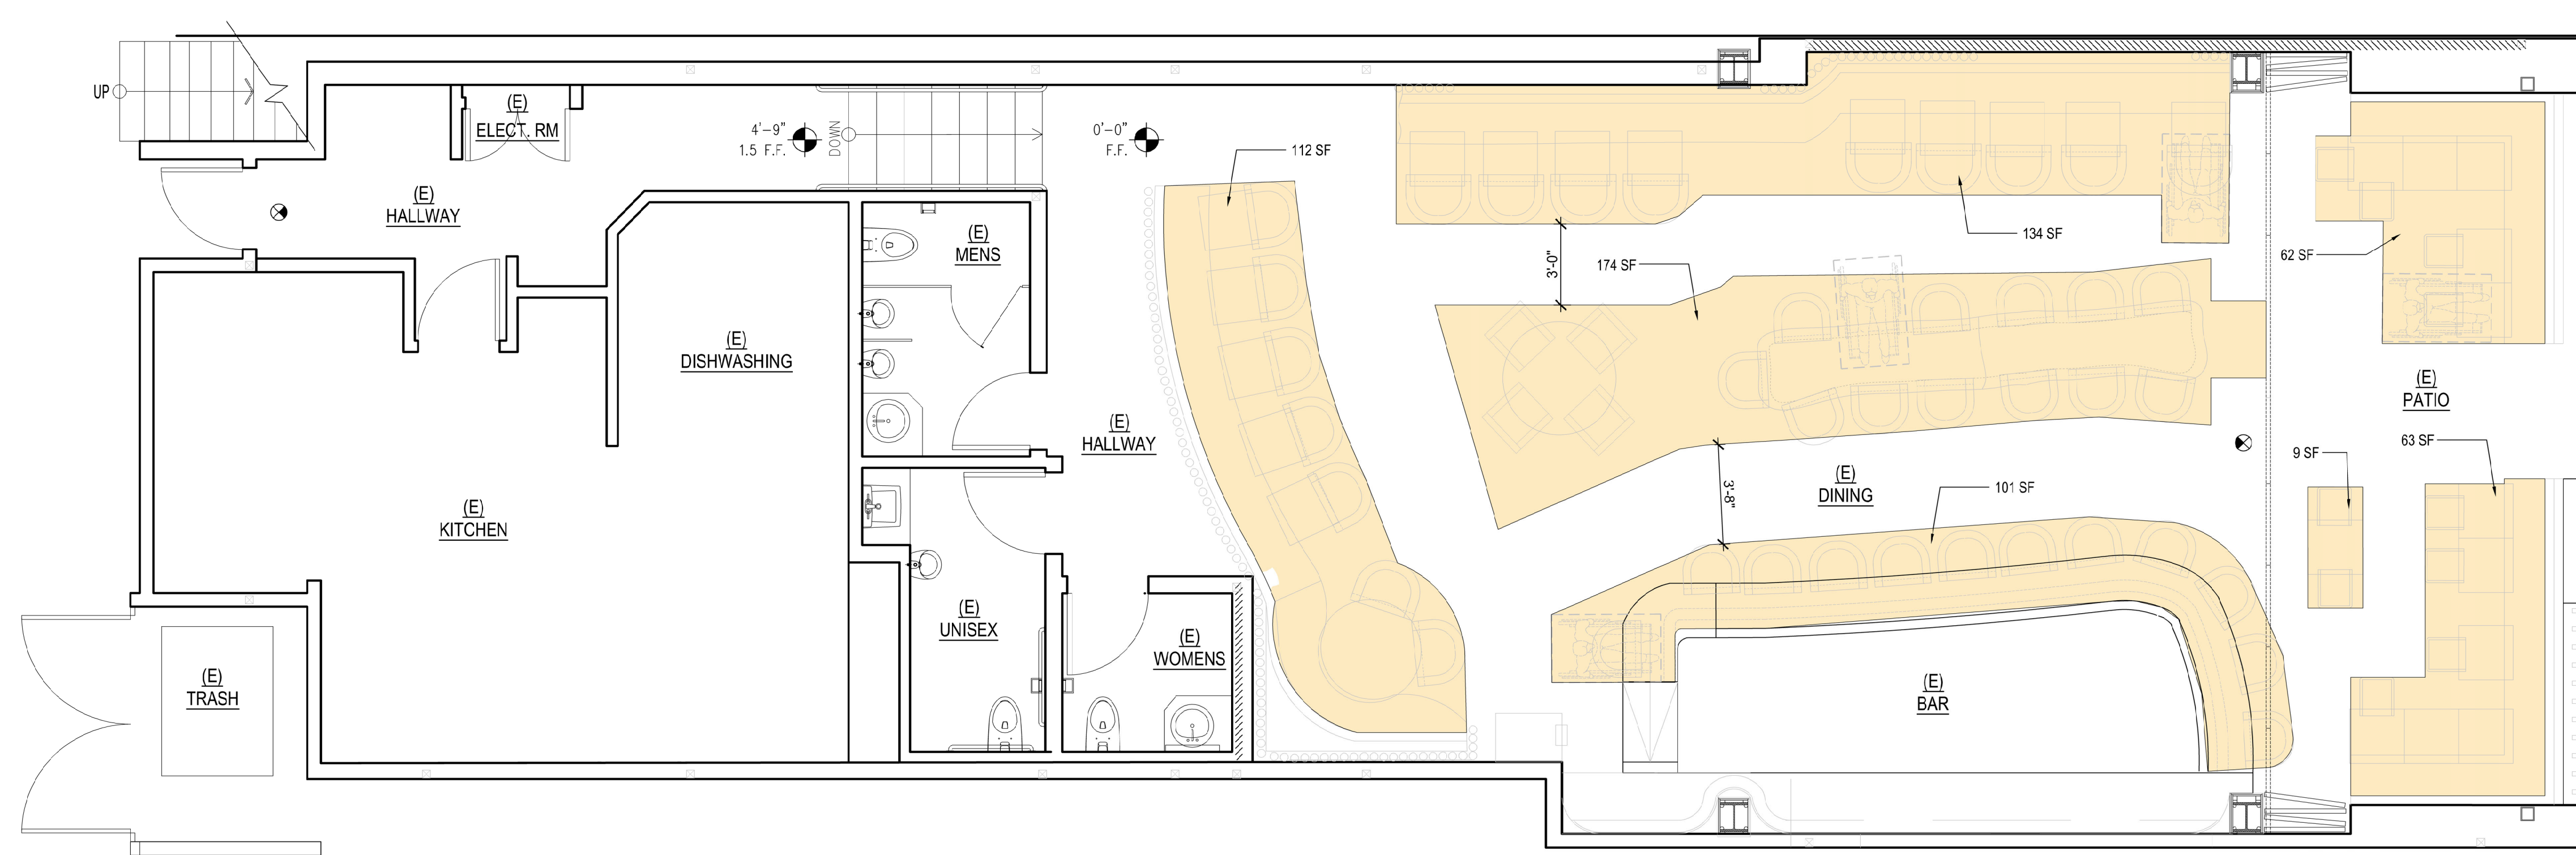 UP
(E)
ELECT. RM
4'-9"
1.5 F.F.
DOWN
0'-0"
F.F.
112 SF
(E)
HALLWAY
(E)
MENS
134 SF
3'-0"
174 SF
62 SF
(E)
DISHWASHING
(E)
HALLWAY
(E)
PATIO
63 SF
9 SF
3'-8"
(E)
DINING
101 SF
(E)
KITCHEN
(E)
UNISEX
(E)
WOMENS
(E)
TRASH
(E)
BAR